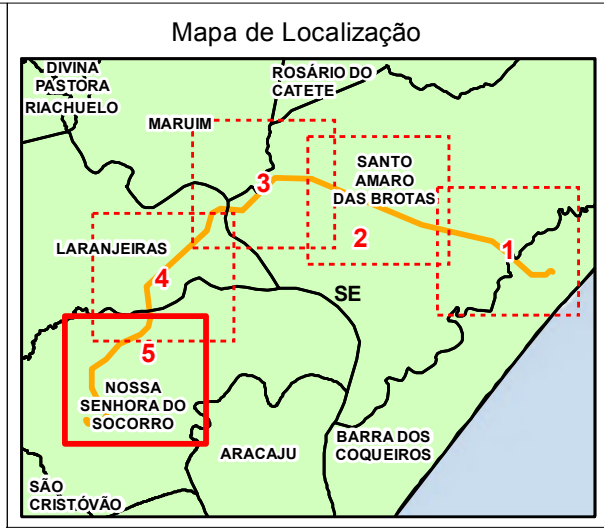 Mapa de Localização
DIVINA
PASTORA
RIACHUELO
ROSÁRIO DO
CATETE
MARUIM
SANTO
AMARO
DAS BROTAS
3
2
1
LARANJEIRAS
4
SE
5
NOSSA
SENHORA DO
SOCORRO
ARACAJU
BARRA DOS
COQUEIROS
SÃO
CRISTÓVÃO